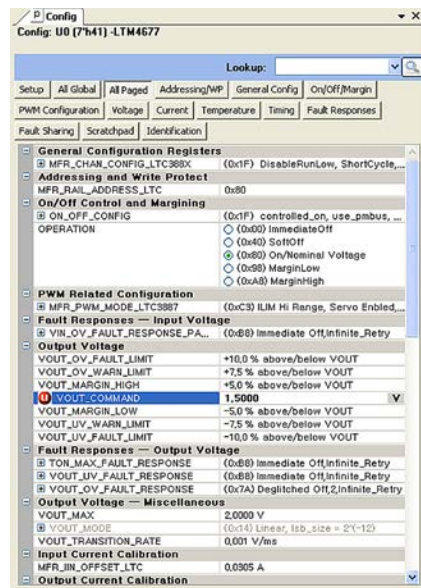 P Config
Config: U0 (7'h41) -LTM4677
Lookup:
Setup All Global All Paged Addressing/WP General Config On/Off/Margin
PWM Configuration Voltage Current Temperature Timing Fault Responses
Fault Sharing Scratchpad Identification
General Configuration Registers
MFR_CHAN_CONFIG_LTC388X (0x1F) DisableRunLow, ShortCycle,...
Addressing and Write Protect
MFR_RAIL_ADDRESS_LTC 0x80
On/Off Control and Margining
ON_OFF_CONFIG (0x1F) controlled_on, use_pmbus, ...
OPERATION (0x00) ImmediateOff
(0x40) SoftOff
(0x80) On/Nominal Voltage
(0x98) MarginLow
(0xA8) MarginHigh
PWM Related Configuration
MFR_PWM_MODE_LTC3887 (0xC3) ILIM Hi Range, Servo Enbled,...
Fault Responses — Input Voltage
VIN_OV_FAULT_RESPONSE_PA... (0xB8) Immediate Off,Infinite_Retry
Output Voltage
VOUT_OV_FAULT_LIMIT +10,0 % above/below VOUT
VOUT_OV_WARN_LIMIT +7,5 % above/below VOUT
VOUT_MARGIN_HIGH +5,0 % above/below VOUT
U VOUT_COMMAND 1,5000 V
VOUT_MARGIN_LOW -5,0 % above/below VOUT
VOUT_UV_WARN_LIMIT -7,5 % above/below VOUT
VOUT_UV_FAULT_LIMIT -10,0 % above/below VOUT
Fault Responses — Output Voltage
TON_MAX_FAULT_RESPONSE (0xB8) Immediate Off,Infinite_Retry
VOUT_UV_FAULT_RESPONSE (0xB8) Immediate Off,Infinite_Retry
VOUT_OV_FAULT_RESPONSE (0x7A) Deglitched Off,2,Infinite_Retry
Output Voltage — Miscellaneous
VOUT_MAX 2,0000 V
VOUT_MODE (0x14) Linear, lsb_size = 2^(-12)
VOUT_TRANSITION_RATE 0,001 V/ms
Input Current Calibration
MFR_IIN_OFFSET_LTC 0,0305 A
Output Current Calibration